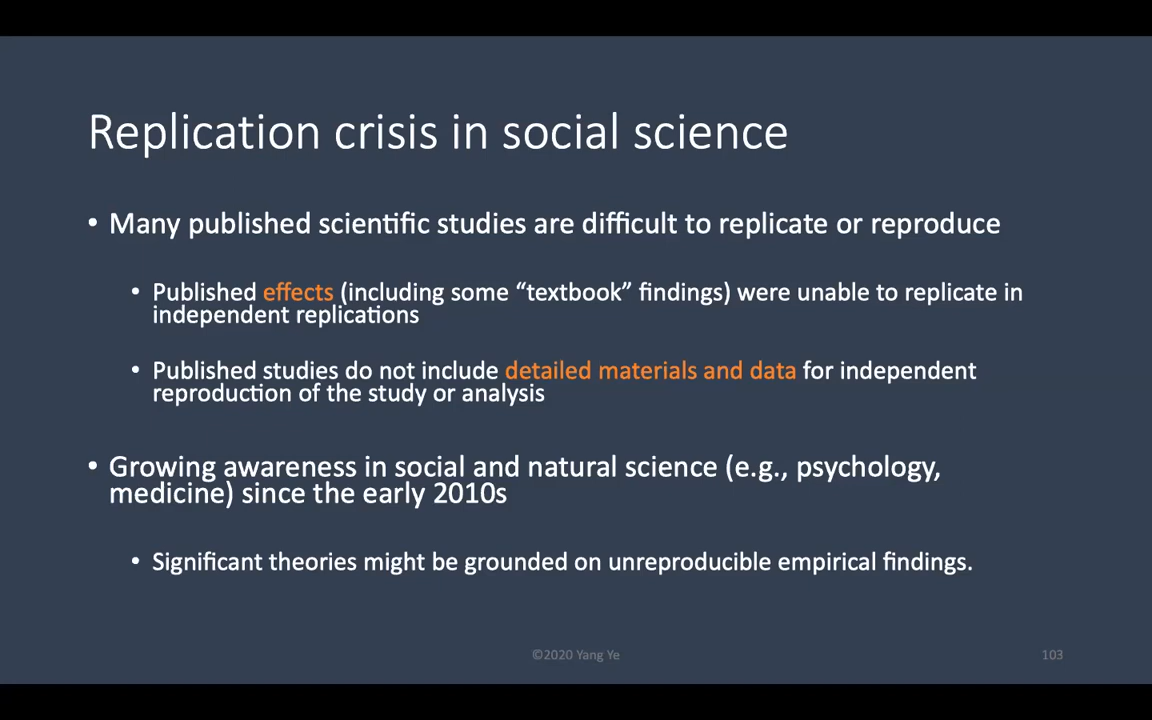 Replication crisis in social science
• Many published scientific studies are difficult to replicate or reproduce
• Published effects (including some “textbook” findings) were unable to replicate in
independent replications
• Published studies do not include detailed materials and data for independent
reproduction of the study or analysis
• Growing awareness in social and natural science (e.g., psychology,
medicine) since the early 2010s
• Significant theories might be grounded on unreproducible empirical findings.
©2020 Yang Ye
103